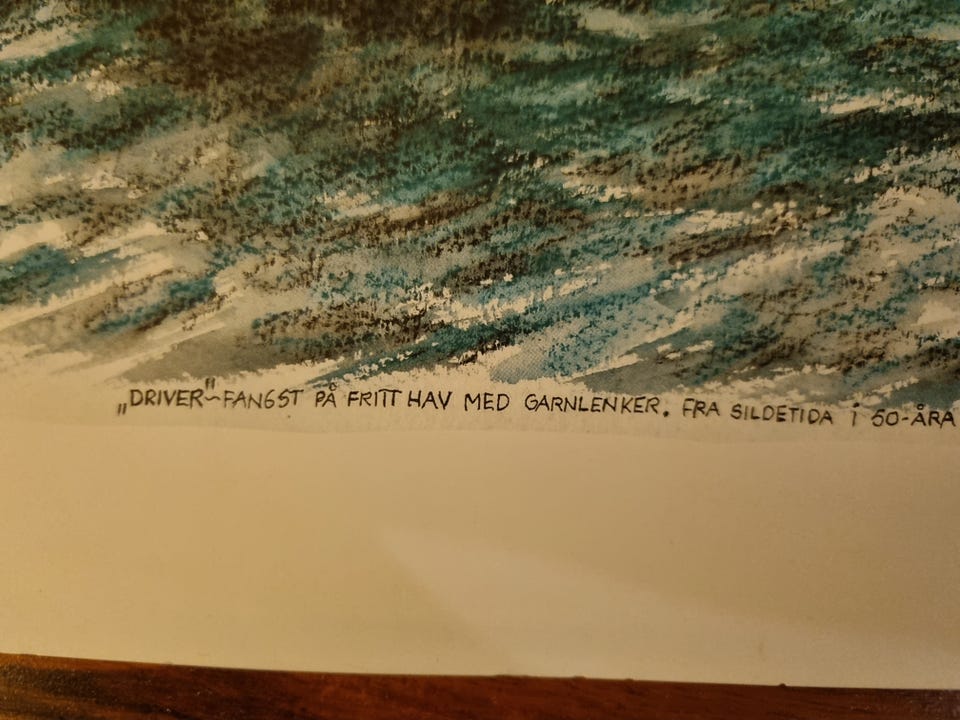 „DRIVER"-FANGST PÅ FRITT HAV MED GARNLENKER. FRA SILDETIDA i 50-ÅRA